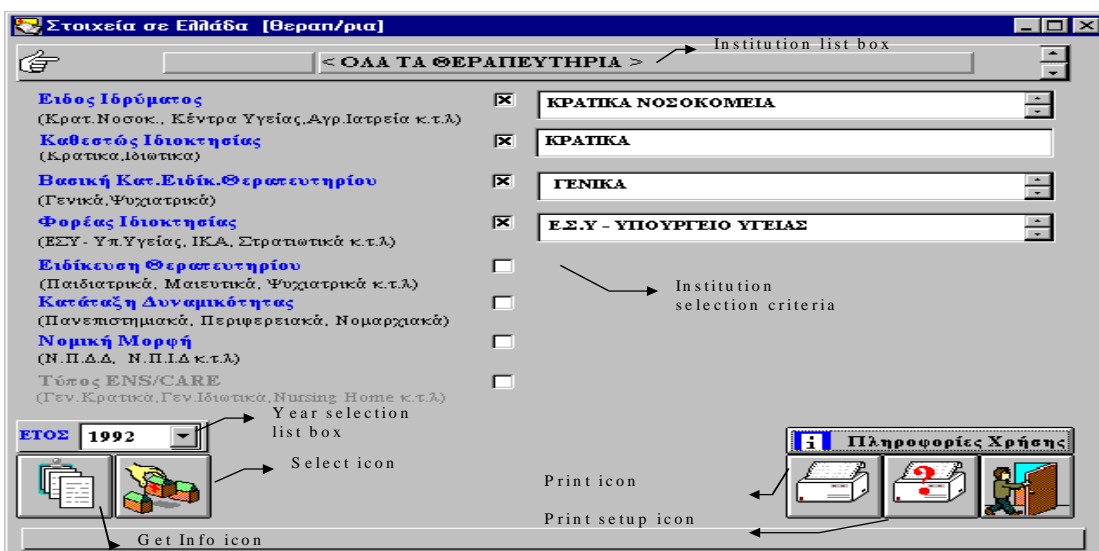 Στοιχεία σε Ελλάδα [Θεραπ/ρια]
Institution list box
< ΟΛΑ ΤΑ ΘΕΡΑΠΕΥΤΗΡΙΑ >
Ειδος Ιδρύματος
ΚΡΑΤΙΚΑ ΝΟΣΟΚΟΜΕΙΑ
(Κρατ.Νοσοκ., Κέντρα Υγείας,Αγρ.Ιατρεία κ.τ.λ)
Καθεστώς Ιδιοκτησίας
ΚΡΑΤΙΚΑ
(Κρατικα,Ιδιωτικα)
Βασική Κατ.Ειδίκ.Θεραπευτηρίου
ΓΕΝΙΚΑ
(Γενικά,Ψυχιατρικά)
Φορέας Ιδιοκτησίας
Ε.Σ.Υ - ΥΠΟΥΡΓΕΙΟ ΥΓΕΙΑΣ
(ΕΣΥ- Υπ.Υγείας, ΙΚΑ, Στρατιωτικά κ.τ.λ)
Ειδίκευση Θεραπευτηρίου
(Παιδιατρικά, Μαιευτικά, Ψυχιατρικά κ.τ.λ)
Institution
selection criteria
Κατάταξη Δυναμικότητας
(Πανεπιστημιακά, Περιφερειακά, Νομαρχιακά)
Νομική Μορφή
(Ν.Π.Δ.Δ, Ν.Π.Ι.Δ κ.τ.λ)
Τύπος ENS/CARE
(Γεν.Κρατικά,Γεν.Ιδιωτικά,Nursing Home κ.τ.λ)
Year selection
list box
ΕΤΟΣ 1992
i Πληροφορίες Χρήσης
Select icon
Print icon
Print setup icon
Get Info icon